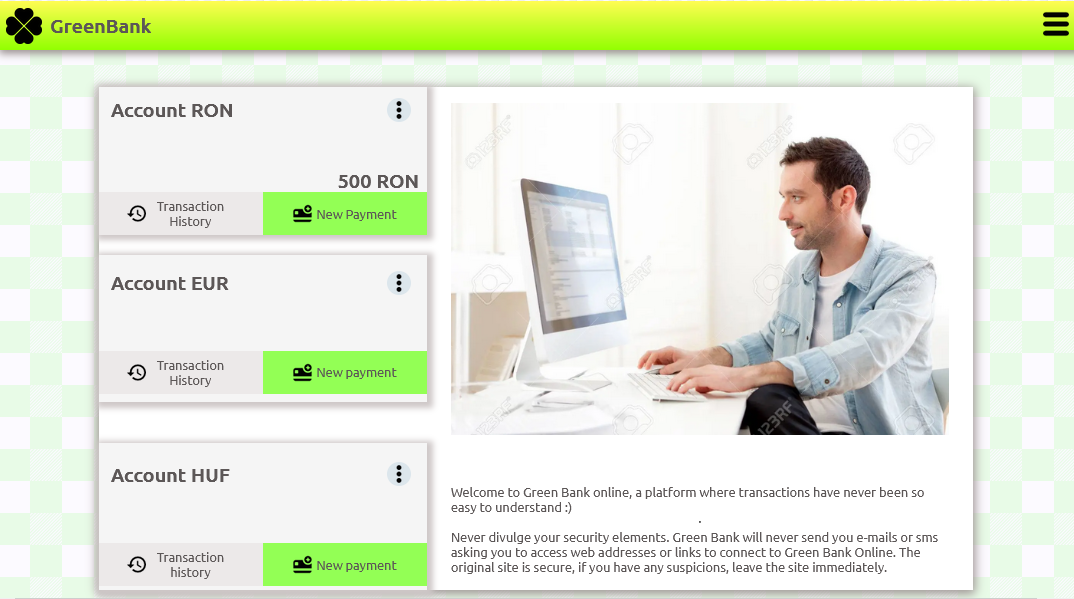 GreenBank
Account RON
500 RON
Transaction
History
New Payment
Account EUR
Transaction
History
New payment
Account HUF
Transaction
history
New payment
123RF
123RF
123RF
123RF
123RF
Welcome to Green Bank online, a platform where transactions have never been so
easy to understand :)
.
Never divulge your security elements. Green Bank will never send you e-mails or sms
asking you to access web addresses or links to connect to Green Bank Online. The
original site is secure, if you have any suspicions, leave the site immediately.